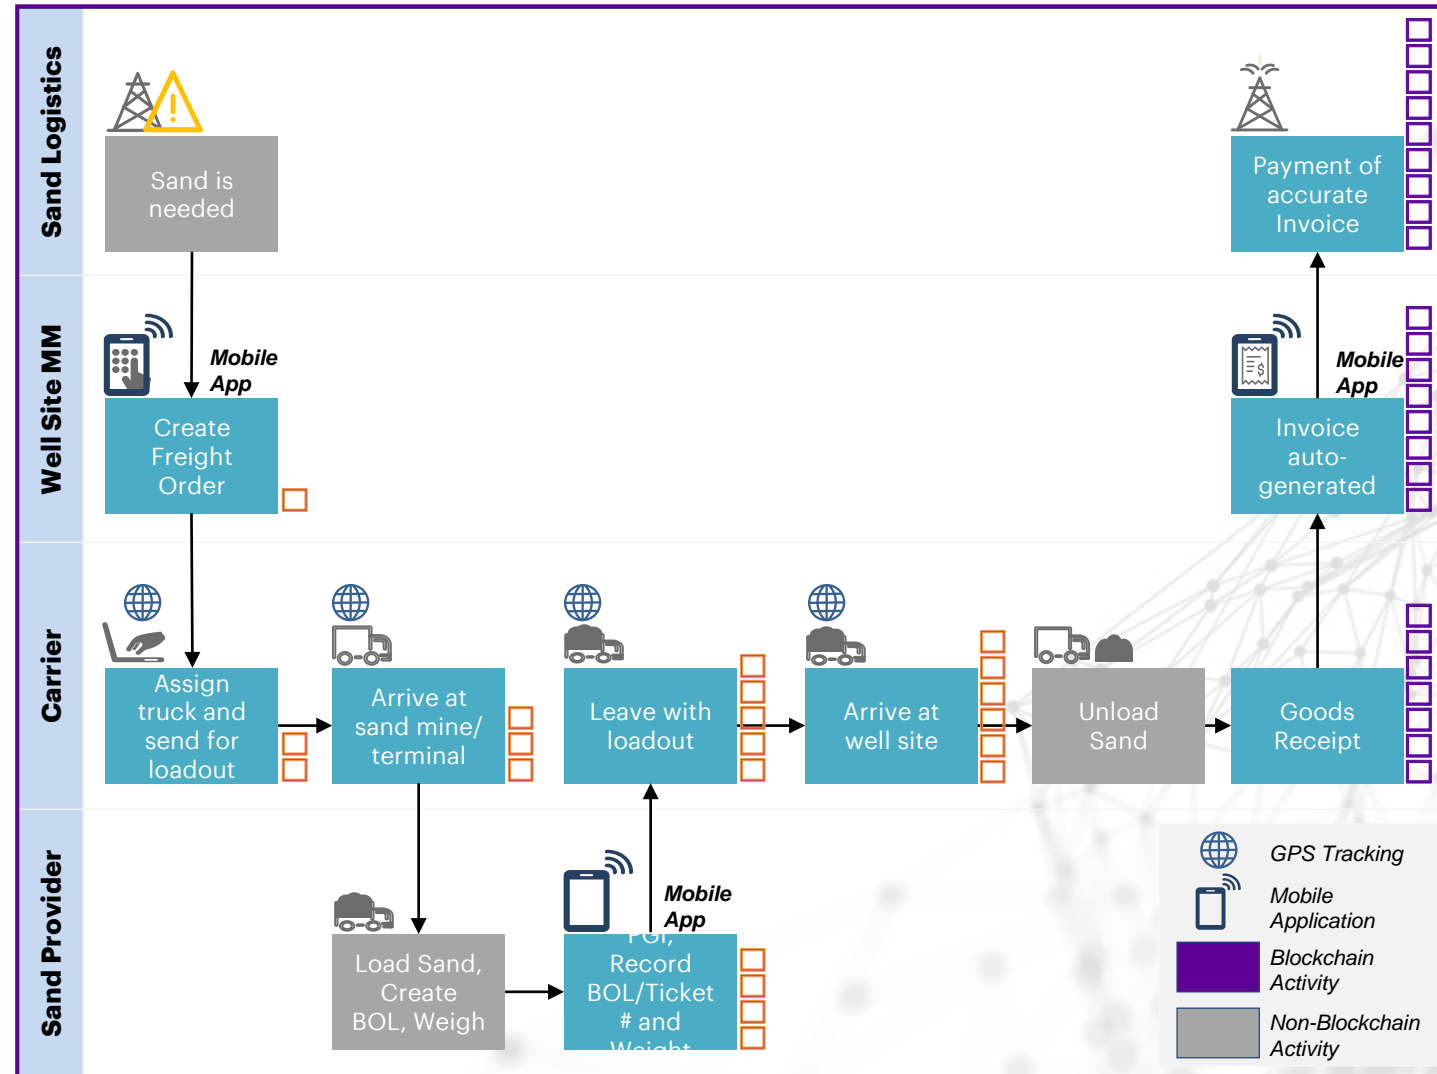 Sand Logistics
Sand is
needed
Payment of
accurate
Invoice
Well Site MM
Mobile
App
Create
Freight
Order
Mobile
App
Invoice
auto-
generated
Carrier
Assign
truck and
send for
loadout
Arrive at
sand mine/
terminal
Leave with
loadout
Arrive at
well site
Unload
Sand
Goods
Receipt
Sand Provider
Load Sand,
Create
BOL, Weigh
Mobile
App
PGI,
Record
BOL/Ticket
# and
Weight
GPS Tracking
Mobile
Application
Blockchain
Activity
Non-Blockchain
Activity
$